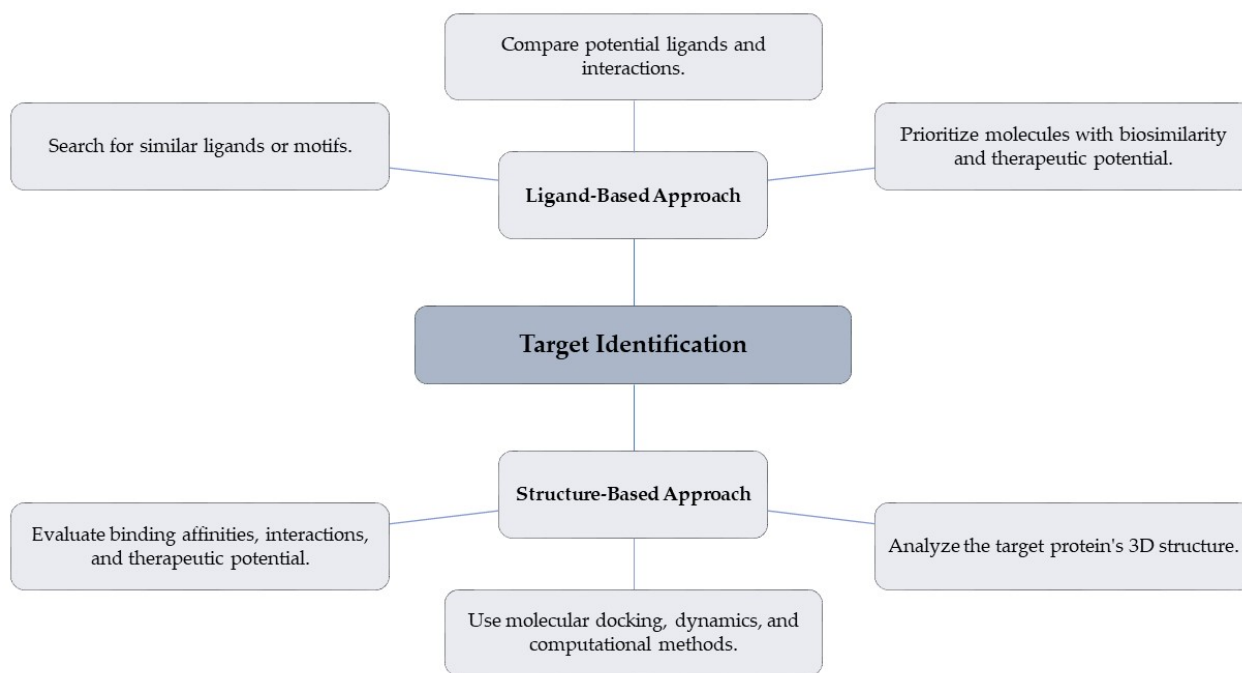 Compare potential ligands and
interactions.
Search for similar ligands or motifs.
Prioritize molecules with biosimilarity
and therapeutic potential.
Ligand-Based Approach
Target Identification
Structure-Based Approach
Evaluate binding affinities, interactions,
and therapeutic potential.
Analyze the target protein's 3D structure.
Use molecular docking, dynamics, and
computational methods.